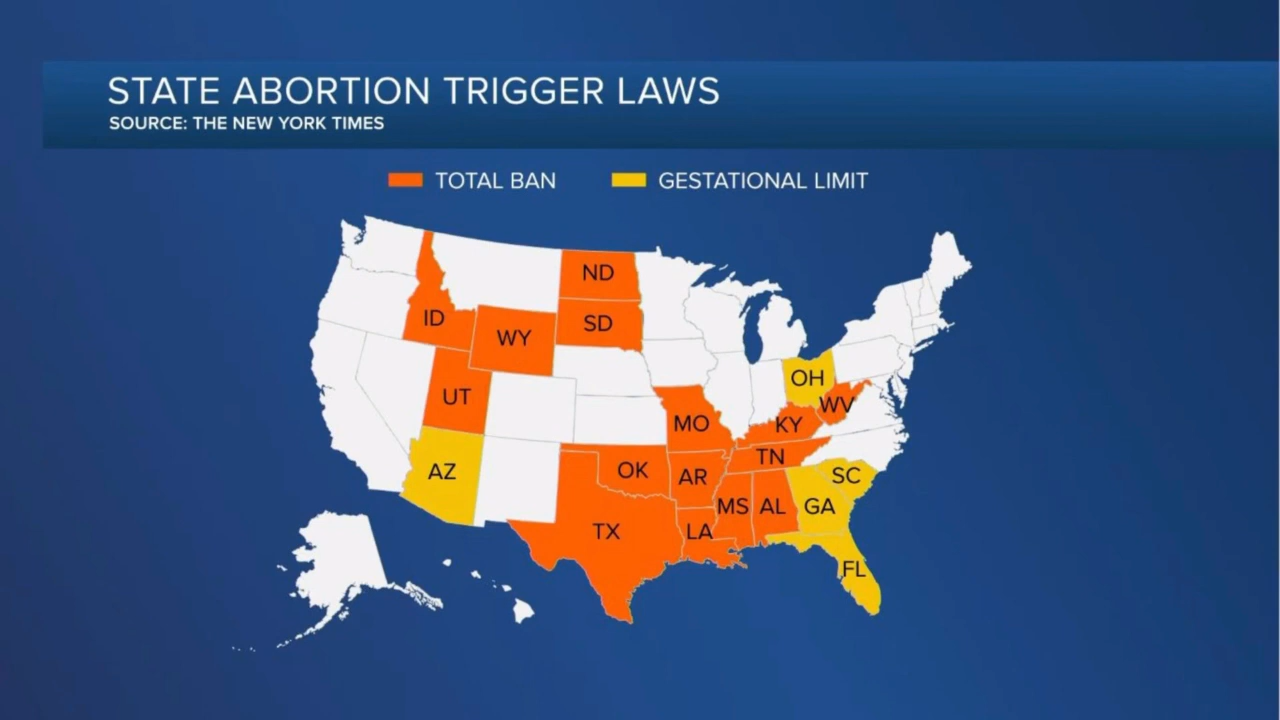 STATE ABORTION TRIGGER LAWS
SOURCE: THE NEW YORK TIMES
TOTAL BAN
GESTATIONAL LIMIT
ND
ID
SD
WY
OH
UT
WV
MO
KY
TN
AZ
OK
AR
SC
MS
AL
GA
TX
LA
FL